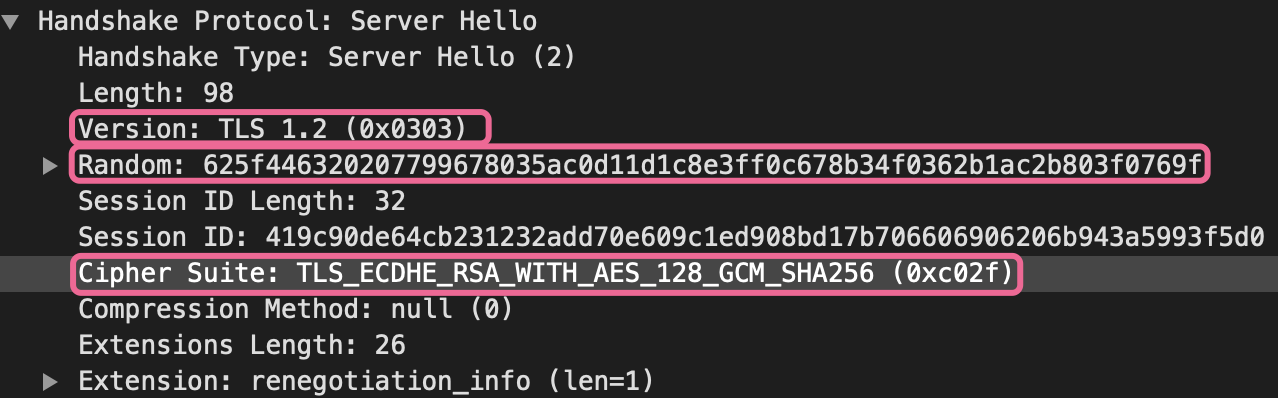 Handshake Protocol: Server Hello
Handshake Type: Server Hello (2)
Length: 98
Version: TLS 1.2 (0x0303)
Random: 625f446320207799678035ac0d11d1c8e3ff0c678b34f0362b1ac2b803f0769f
Session ID Length: 32
Session ID: 419c90de64cb231232add70e609c1ed908bd17b706606906206b943a5993f5d0
Cipher Suite: TLS_ECDHE_RSA_WITH_AES_128_GCM_SHA256 (0xc02f)
Compression Method: null (0)
Extensions Length: 26
Extension: renegotiation_info (len=1)